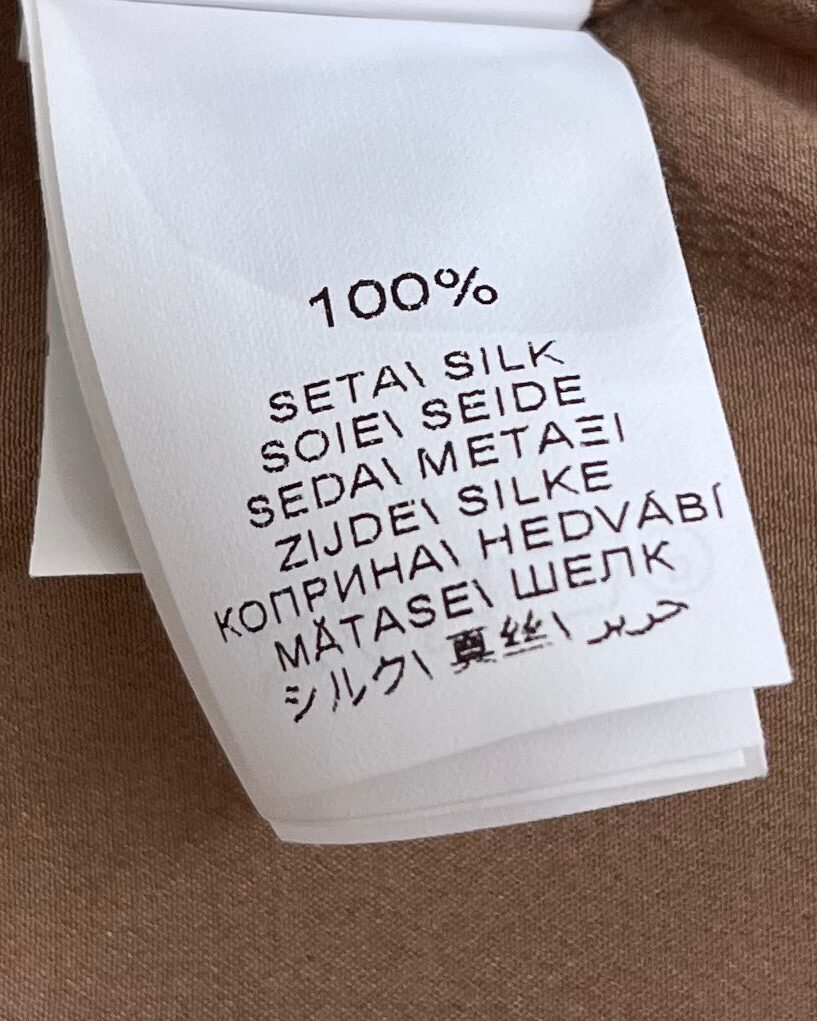 100%
SETA\ SILK
SOIE\ SEIDE
SEDA\ ΜΕΤΑΞΙ
ZIJDE\ SILKE
КОПРИНА\ HEDVÁBÍ
MĂTASE\ ШЕЛК
シルク\ 真丝\ حرير